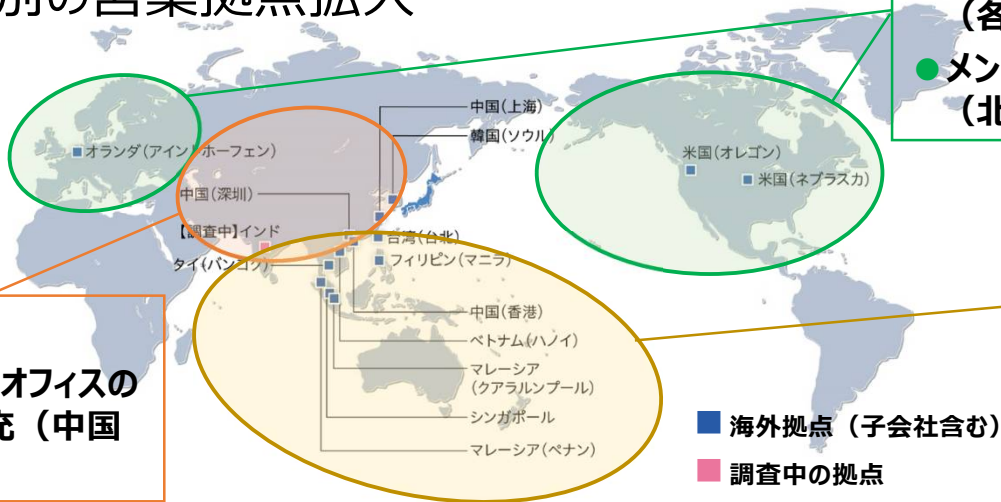 別の営業拠点拡大
（各
●メン
（北
中国（上海）
韓国（ソウル）
オランダ（アイントホーフェン）
米国（オレゴン）
米国（ネブラスカ）
中国（深圳）
【調査中】インド
台湾（台北）
タイ（バンコク）
フィリピン（マニラ）
中国（香港）
ベトナム（ハノイ）
マレーシア
（クアラルンプール）
シンガポール
マレーシア（ペナン）
オフィスの
充（中国
海外拠点（子会社含む）
調査中の拠点